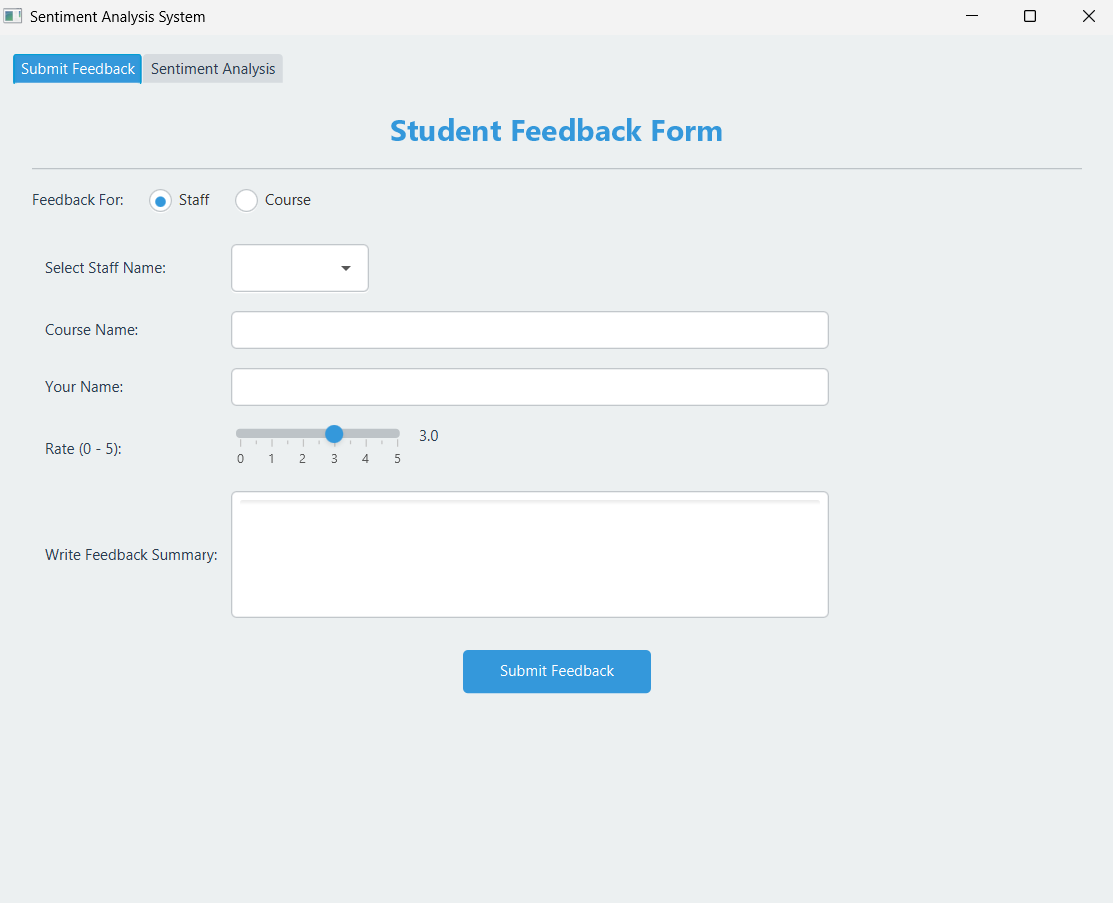 Sentiment Analysis System
Submit Feedback Sentiment Analysis
Student Feedback Form
Feedback For: Staff Course
Select Staff Name:
Course Name:
Your Name:
Rate (0 - 5): 3.0
0 1 2 3 4 5
Write Feedback Summary:
Submit Feedback